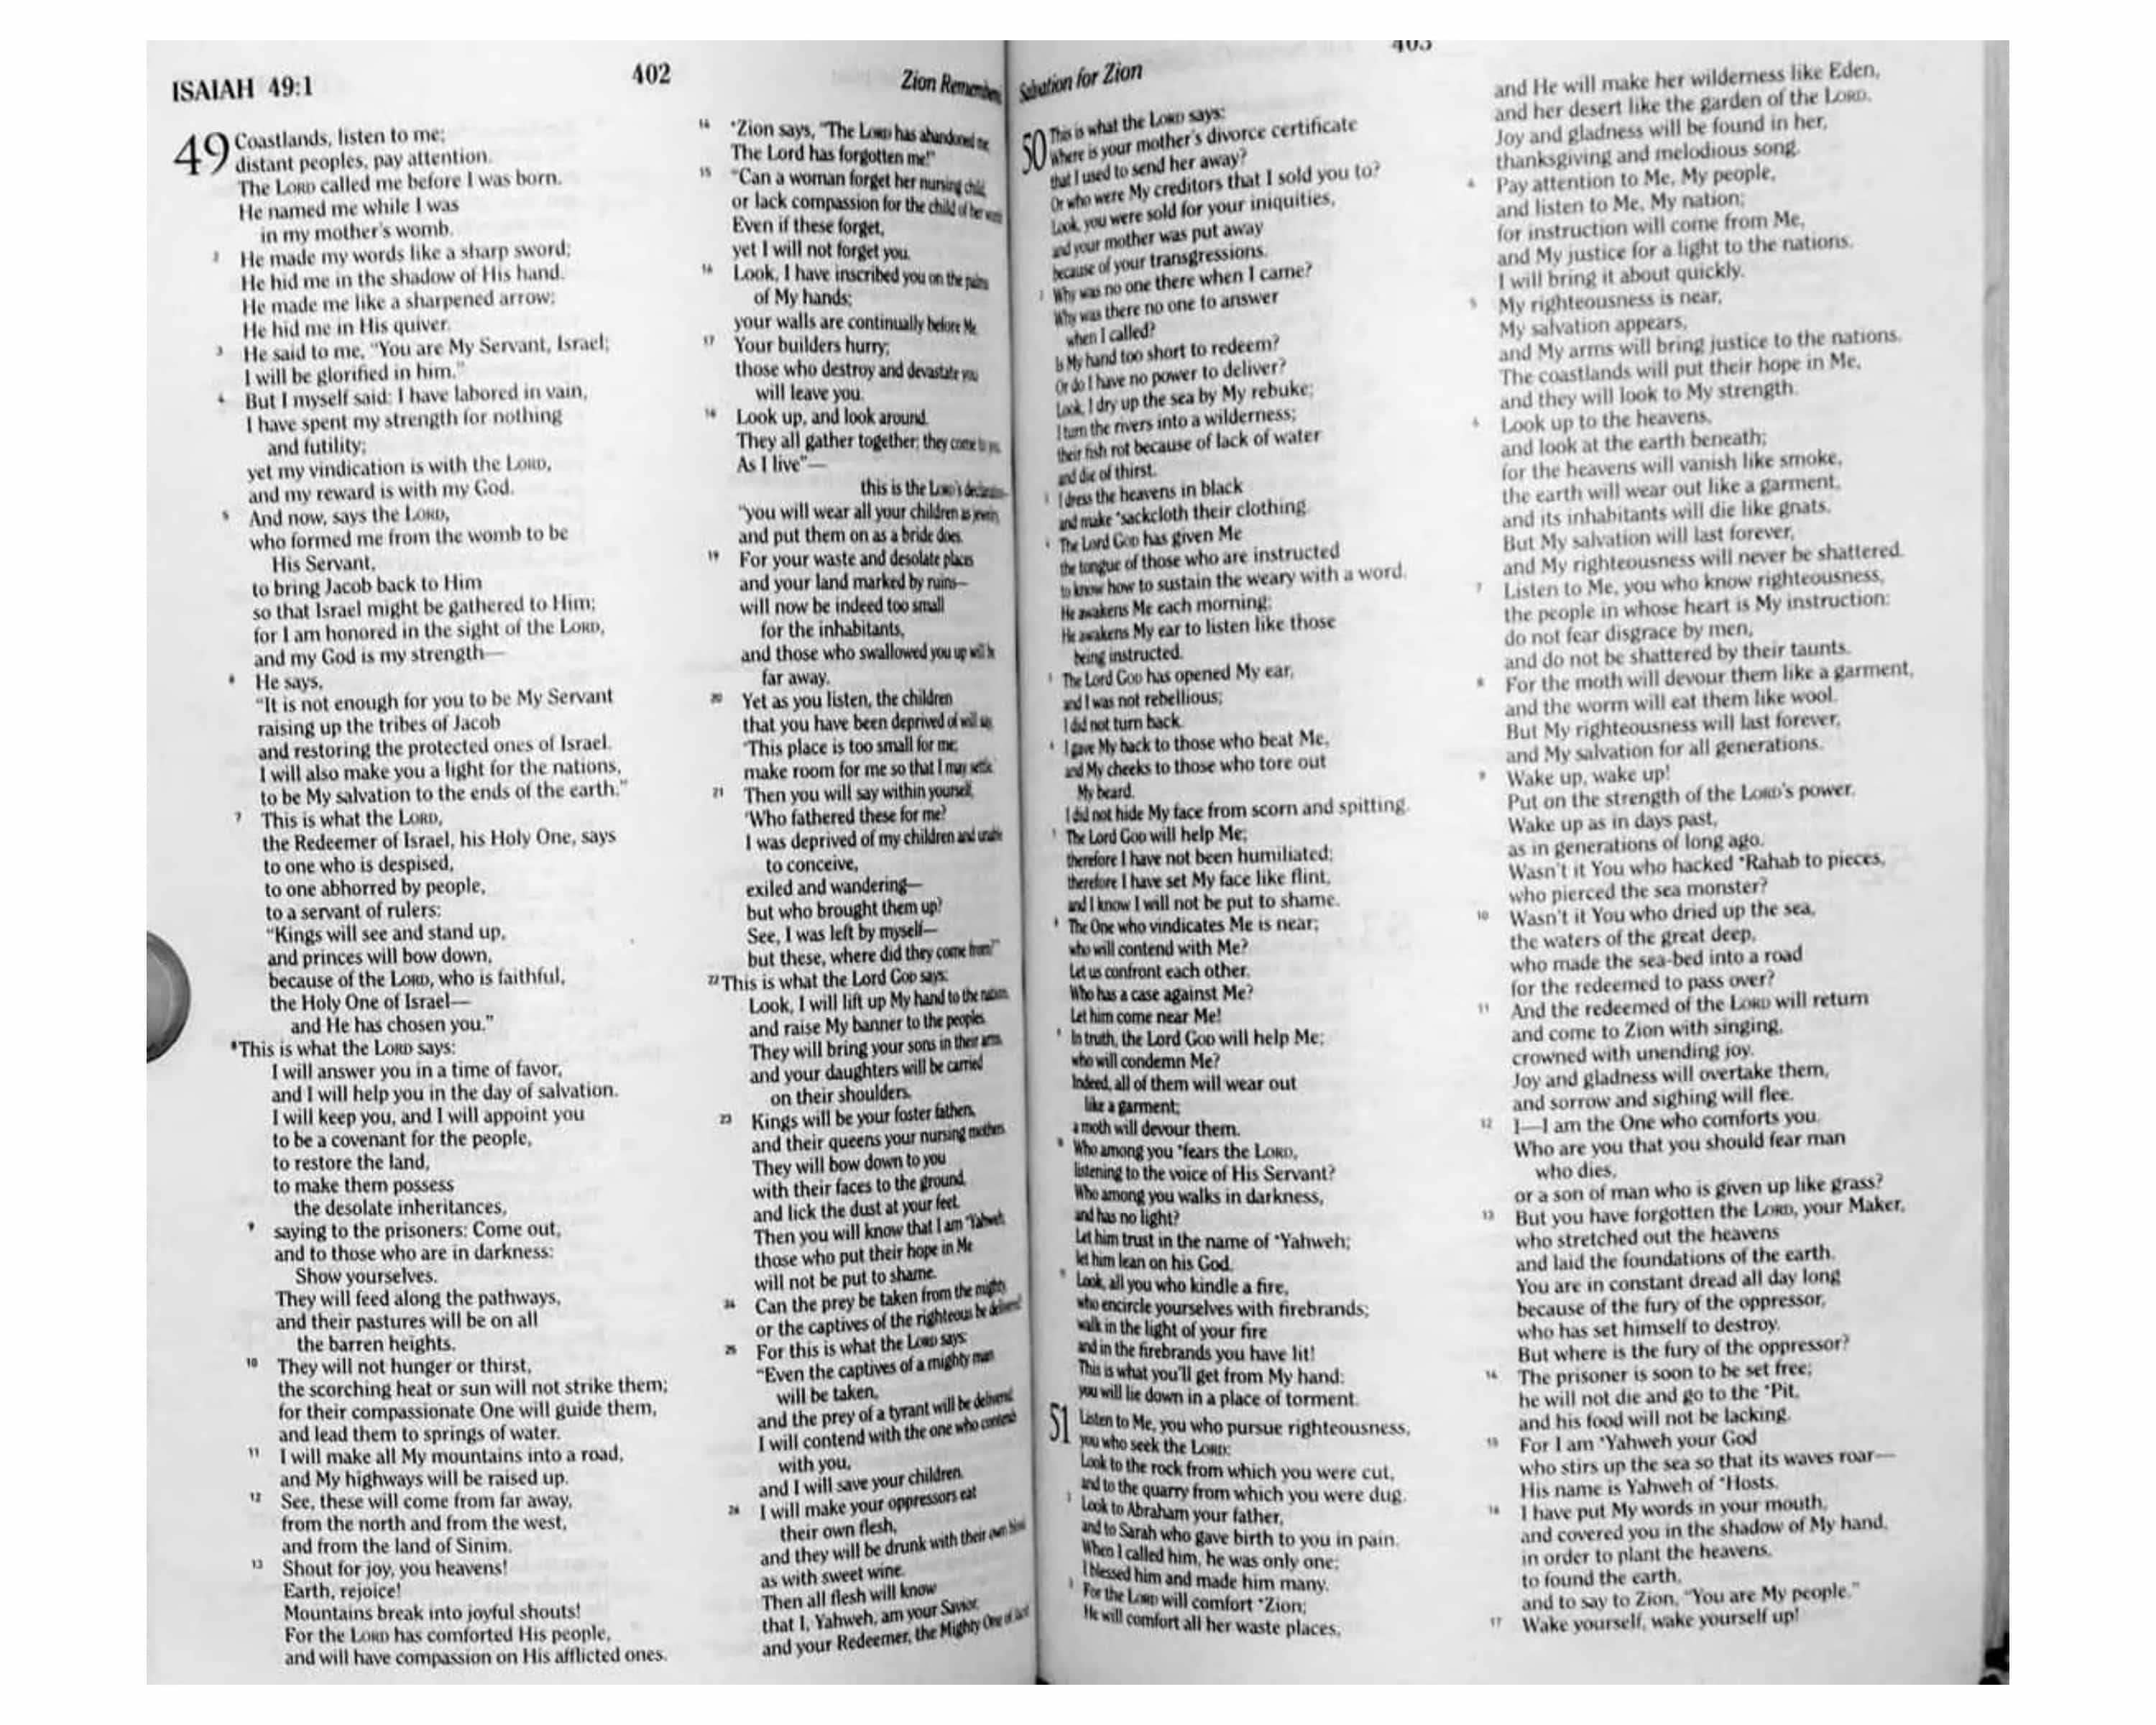 ISAIAH 49:1
402
Zion Remembers
49 Coastlands, listen to me;
distant peoples, pay attention.
The LORD called me before I was born.
He named me while I was
in my mother's womb.
2 He made my words like a sharp sword;
He hid me in the shadow of His hand.
He made me like a sharpened arrow;
He hid me in His quiver.
3 He said to me, "You are My Servant, Israel;
I will be glorified in him."
4 But I myself said: I have labored in vain,
I have spent my strength for nothing
and futility;
yet my vindication is with the LORD,
and my reward is with my God.
5 And now, says the LORD,
who formed me from the womb to be
His Servant,
to bring Jacob back to Him
so that Israel might be gathered to Him;
for I am honored in the sight of the LORD,
and my God is my strength—
6 He says,
"It is not enough for you to be My Servant
raising up the tribes of Jacob
and restoring the protected ones of Israel.
I will also make you a light for the nations,
to be My salvation to the ends of the earth."
7 This is what the LORD,
the Redeemer of Israel, his Holy One, says
to one who is despised,
to one abhorred by people,
to a servant of rulers:
"Kings will see and stand up,
and princes will bow down,
because of the LORD, who is faithful,
the Holy One of Israel—
and He has chosen you."
8 This is what the LORD says:
I will answer you in a time of favor,
and I will help you in the day of salvation.
I will keep you, and I will appoint you
to be a covenant for the people,
to restore the land,
to make them possess
the desolate inheritances,
9 saying to the prisoners: Come out,
and to those who are in darkness:
Show yourselves.
They will feed along the pathways,
and their pastures will be on all
the barren heights.
10 They will not hunger or thirst,
the scorching heat or sun will not strike them;
for their compassionate One will guide them,
and lead them to springs of water.
11 I will make all My mountains into a road,
and My highways will be raised up.
12 See, these will come from far away,
from the north and from the west,
and from the land of Sinim.
13 Shout for joy, you heavens!
Earth, rejoice!
Mountains break into joyful shouts!
For the LORD has comforted His people,
and will have compassion on His afflicted ones.
14 *Zion says, "The LORD has abandoned me;
The Lord has forgotten me!"
15 "Can a woman forget her nursing child,
or lack compassion for the child of her womb?
Even if these forget,
yet I will not forget you.
16 Look, I have inscribed you on the palms
of My hands;
your walls are continually before Me.
17 Your builders hurry;
those who destroy and devastate you
will leave you.
18 Look up, and look around.
They all gather together; they come to you.
As I live"—
this is the LORD's declaration—
"you will wear all your children as jewelry,
and put them on as a bride does.
19 For your waste and desolate places
and your land marked by ruins—
will now be indeed too small
for the inhabitants,
and those who swallowed you up will be
far away.
20 Yet as you listen, the children
that you have been deprived of will say,
'This place is too small for me;
make room for me so that I may settle.'
21 Then you will say within yourself,
'Who fathered these for me?
I was deprived of my children and unable
to conceive,
exiled and wandering—
but who brought them up?
See, I was left by myself—
but these, where did they come from?'"
22 This is what the Lord GOD says:
Look, I will lift up My hand to the nations,
and raise My banner to the peoples.
They will bring your sons in their arms,
and your daughters will be carried
on their shoulders.
23 Kings will be your foster fathers,
and their queens your nursing mothers.
They will bow down to you
with their faces to the ground,
and lick the dust at your feet.
Then you will know that I am *Yahweh;
those who put their hope in Me
will not be put to shame.
24 Can the prey be taken from the mighty,
or the captives of the righteous be delivered?
25 For this is what the LORD says:
"Even the captives of a mighty man
will be taken,
and the prey of a tyrant will be delivered;
I will contend with the one who contends
with you,
and I will save your children.
26 I will make your oppressors eat
their own flesh,
and they will be drunk with their own blood
as with sweet wine.
Then all flesh will know
that I, Yahweh, am your Savior,
and your Redeemer, the Mighty One of Jacob
Salvation for Zion
403
50 This is what the LORD says:
Where is your mother's divorce certificate
that I used to send her away?
Or who were My creditors that I sold you to?
Look, you were sold for your iniquities,
and your mother was put away
because of your transgressions.
2 Why was no one there when I came?
Why was there no one to answer
when I called?
Is My hand too short to redeem?
Or do I have no power to deliver?
Look, I dry up the sea by My rebuke;
I turn the rivers into a wilderness;
their fish rot because of lack of water
and die of thirst.
3 I dress the heavens in black
and make *sackcloth their clothing.
4 The Lord GOD has given Me
the tongue of those who are instructed
to know how to sustain the weary with a word.
He awakens Me each morning;
He awakens My ear to listen like those
being instructed.
5 The Lord GOD has opened My ear,
and I was not rebellious;
I did not turn back.
6 I gave My back to those who beat Me,
and My cheeks to those who tore out
My beard.
I did not hide My face from scorn and spitting.
7 The Lord GOD will help Me;
therefore I have not been humiliated;
therefore I have set My face like flint,
and I know I will not be put to shame.
8 The One who vindicates Me is near;
who will contend with Me?
Let us confront each other.
Who has a case against Me?
Let him come near Me!
9 In truth, the Lord GOD will help Me;
who will condemn Me?
Indeed, all of them will wear out
like a garment;
a moth will devour them.
10 Who among you *fears the LORD,
listening to the voice of His Servant?
Who among you walks in darkness,
and has no light?
Let him trust in the name of *Yahweh;
let him lean on his God.
11 Look, all you who kindle a fire,
who encircle yourselves with firebrands;
walk in the light of your fire
and in the firebrands you have lit!
This is what you'll get from My hand:
you will lie down in a place of torment.
51 Listen to Me, you who pursue righteousness,
you who seek the LORD:
Look to the rock from which you were cut,
and to the quarry from which you were dug.
2 Look to Abraham your father,
and to Sarah who gave birth to you in pain.
When I called him, he was only one;
I blessed him and made him many.
3 For the LORD will comfort *Zion;
He will comfort all her waste places,
and He will make her wilderness like Eden,
and her desert like the garden of the LORD.
Joy and gladness will be found in her,
thanksgiving and melodious song.
4 Pay attention to Me, My people,
and listen to Me, My nation;
for instruction will come from Me,
and My justice for a light to the nations.
I will bring it about quickly.
5 My righteousness is near,
My salvation appears,
and My arms will bring justice to the nations.
The coastlands will put their hope in Me,
and they will look to My strength.
6 Look up to the heavens,
and look at the earth beneath;
for the heavens will vanish like smoke,
the earth will wear out like a garment,
and its inhabitants will die like gnats.
But My salvation will last forever,
and My righteousness will never be shattered.
7 Listen to Me, you who know righteousness,
the people in whose heart is My instruction:
do not fear disgrace by men,
and do not be shattered by their taunts.
8 For the moth will devour them like a garment,
and the worm will eat them like wool.
But My righteousness will last forever,
and My salvation for all generations.
9 Wake up, wake up!
Put on the strength of the LORD's power.
Wake up as in days past,
as in generations of long ago.
Wasn't it You who hacked *Rahab to pieces,
who pierced the sea monster?
10 Wasn't it You who dried up the sea,
the waters of the great deep,
who made the sea-bed into a road
for the redeemed to pass over?
11 And the redeemed of the LORD will return
and come to Zion with singing,
crowned with unending joy.
Joy and gladness will overtake them,
and sorrow and sighing will flee.
12 I—I am the One who comforts you.
Who are you that you should fear man
who dies,
or a son of man who is given up like grass?
13 But you have forgotten the LORD, your Maker,
who stretched out the heavens
and laid the foundations of the earth.
You are in constant dread all day long
because of the fury of the oppressor,
who has set himself to destroy.
But where is the fury of the oppressor?
14 The prisoner is soon to be set free;
he will not die and go to the *Pit,
and his food will not be lacking.
15 For I am *Yahweh your God
who stirs up the sea so that its waves roar—
His name is Yahweh of *Hosts.
16 I have put My words in your mouth,
and covered you in the shadow of My hand,
in order to plant the heavens,
to found the earth,
and to say to Zion, "You are My people."
17 Wake yourself, wake yourself up!